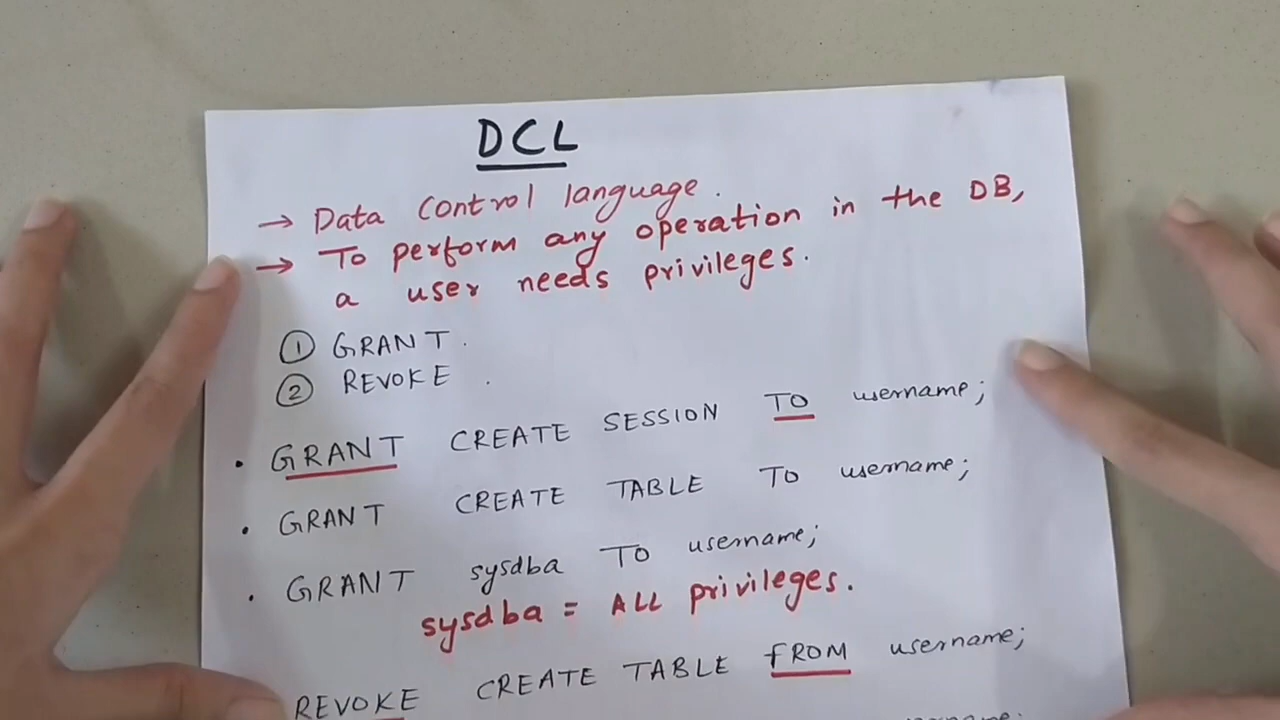 DCL
→ Data Control language.
→ To perform any operation in the DB,
a user needs privileges.
① GRANT.
② REVOKE.
• GRANT CREATE SESSION TO username;
• GRANT CREATE TABLE TO username;
• GRANT sysdba TO username;
sysdba = ALL privileges.
REVOKE CREATE TABLE FROM username;